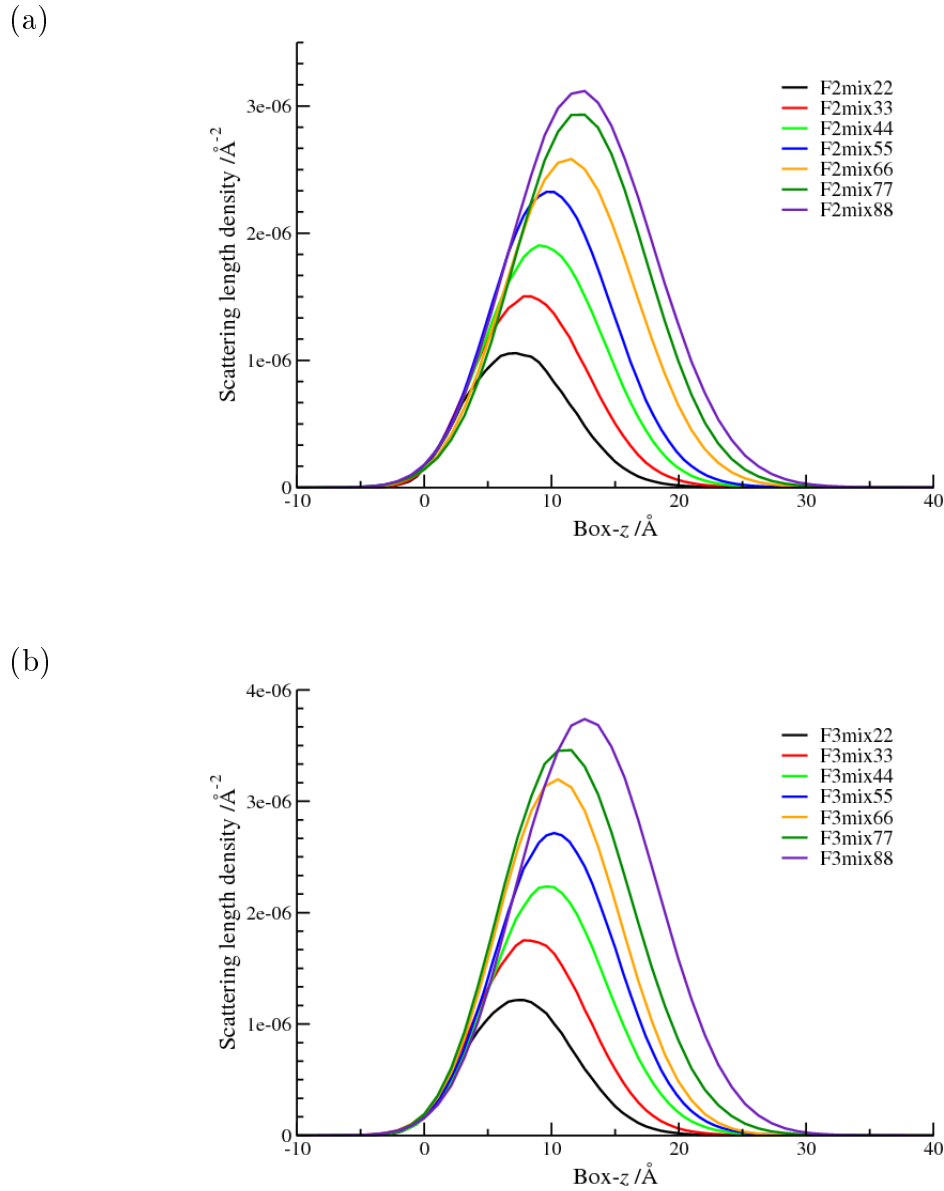 (a)
Scattering length density /Å⁻²
3e-06
2e-06
1e-06
0
-10 0 10 20 30 40
Box-z /Å
F2mix22
F2mix33
F2mix44
F2mix55
F2mix66
F2mix77
F2mix88
(b)
Scattering length density /Å⁻²
4e-06
3e-06
2e-06
1e-06
0
-10 0 10 20 30 40
Box-z /Å
F3mix22
F3mix33
F3mix44
F3mix55
F3mix66
F3mix77
F3mix88